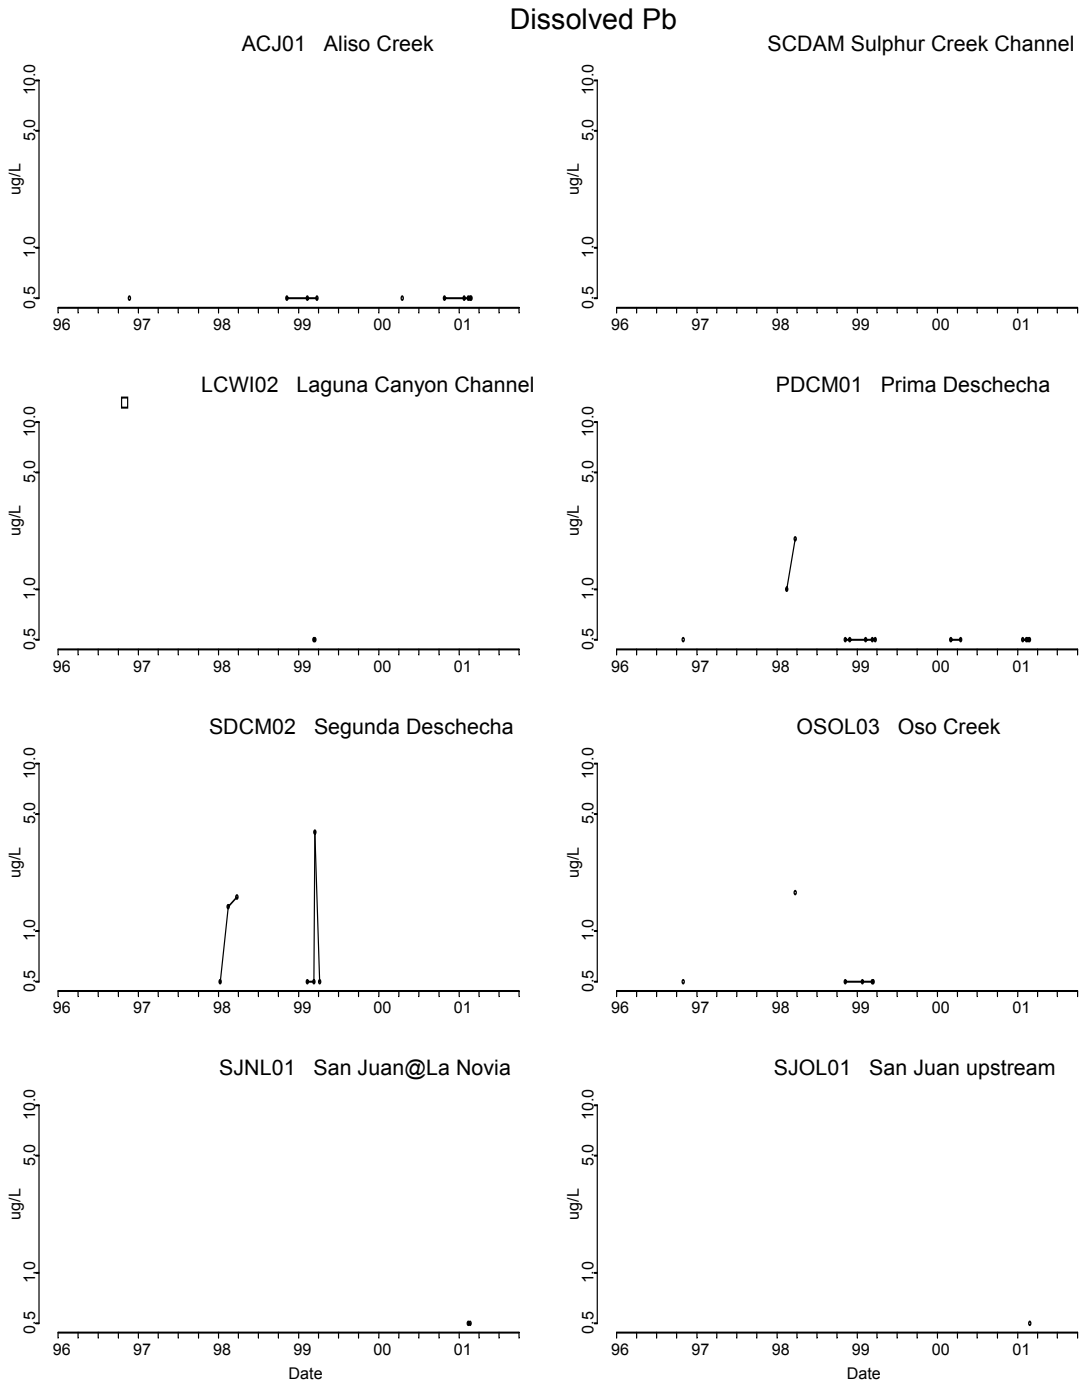 Dissolved Pb
ACJ01 Aliso Creek
SCDAM Sulphur Creek Channel
10.0
5.0
ug/L
1.0
0.5
96 97 98 99 00 01
10.0
5.0
ug/L
1.0
0.5
96 97 98 99 00 01
LCWI02 Laguna Canyon Channel
PDCM01 Prima Deschecha
10.0
5.0
ug/L
1.0
0.5
96 97 98 99 00 01
10.0
5.0
ug/L
1.0
0.5
96 97 98 99 00 01
SDCM02 Segunda Deschecha
OSOL03 Oso Creek
10.0
5.0
ug/L
1.0
0.5
96 97 98 99 00 01
10.0
5.0
ug/L
1.0
0.5
96 97 98 99 00 01
SJNL01 San Juan@La Novia
SJOL01 San Juan upstream
10.0
5.0
ug/L
1.0
0.5
96 97 98 99 00 01
Date
10.0
5.0
ug/L
1.0
0.5
96 97 98 99 00 01
Date